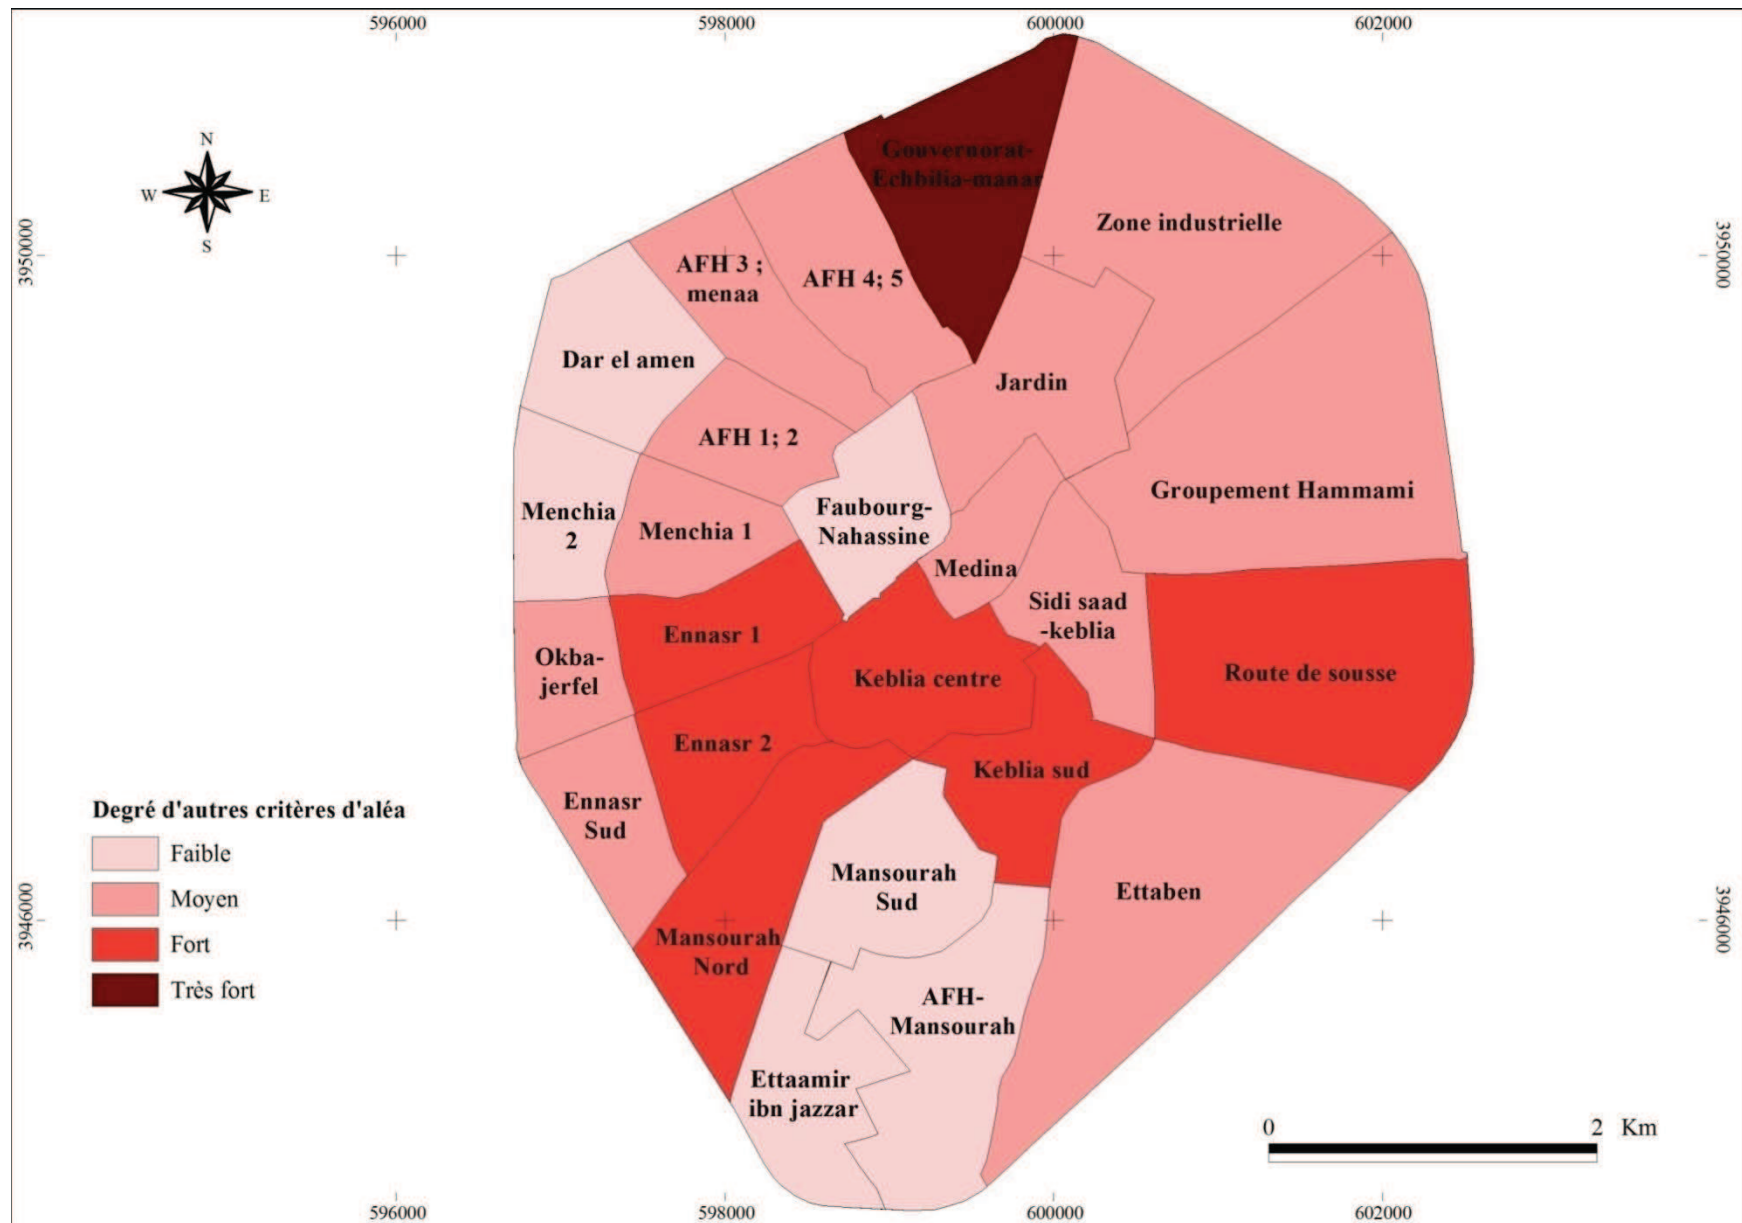 596000
598000
600000
602000
N
W
E
S
3950000
3950000
Gouvernorat-
Echbilia-manar
Zone industrielle
AFH 3 ;
menaa
AFH 4; 5
Dar el amen
Jardin
AFH 1; 2
Menchia
2
Menchia 1
Faubourg-
Nahassine
Groupement Hammami
Medina
Sidi saad
-keblia
Okba-
jerfel
Ennasr 1
Keblia centre
Route de sousse
Ennasr 2
Keblia sud
Ennasr
Sud
Mansourah
Sud
Ettaben
Mansourah
Nord
AFH-
Mansourah
Ettaamir
ibn jazzar
Degré d'autres critères d'aléa
Faible
Moyen
Fort
Très fort
3946000
3946000
0
2
Km
596000
598000
600000
602000